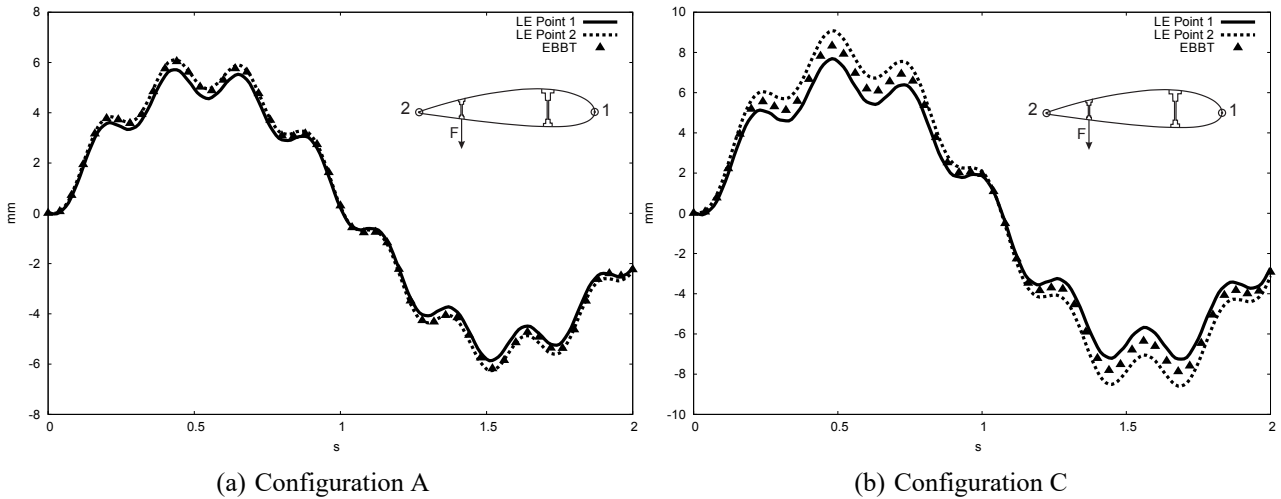 8
6
4
2
0
-2
-4
-6
-8
mm
0
0.5
1
1.5
2
s
LE Point 1
LE Point 2
EBBT
2
1
F
(a) Configuration A
10
8
6
4
2
0
-2
-4
-6
-8
-10
mm
0
0.5
1
1.5
2
s
LE Point 1
LE Point 2
EBBT
2
1
F
(b) Configuration C